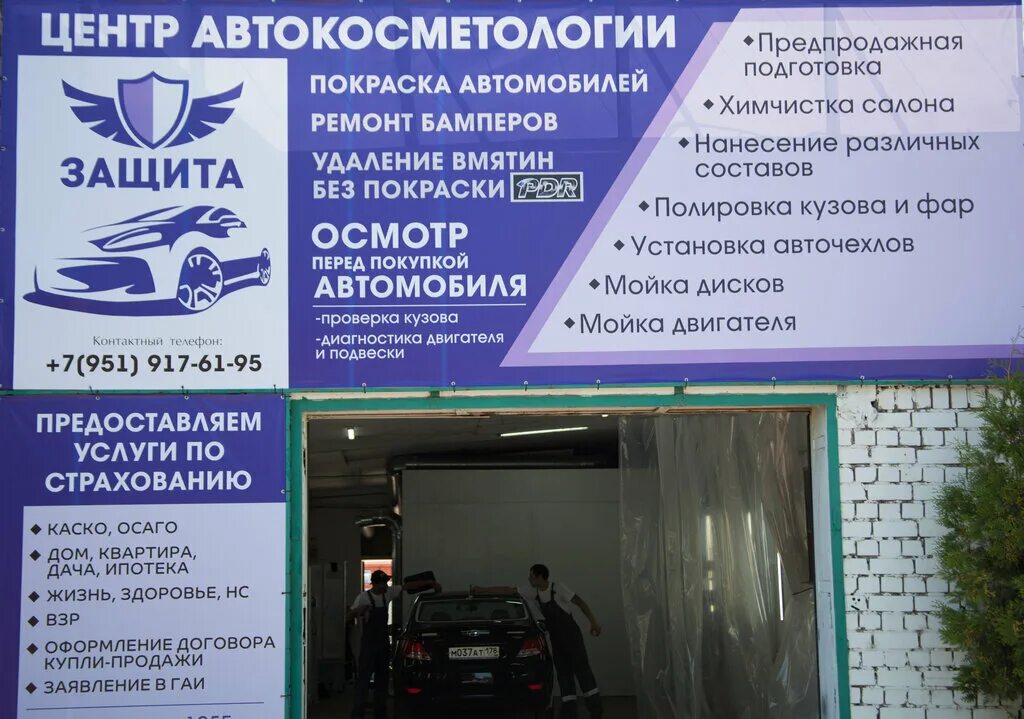 ЦЕНТР АВТОКОСМЕТОЛОГИИ
ЗАЩИТА
Контактный телефон:
+7(951) 917-61-95
ПОКРАСКА АВТОМОБИЛЕЙ
РЕМОНТ БАМПЕРОВ
УДАЛЕНИЕ ВМЯТИН
БЕЗ ПОКРАСКИ PDR
ОСМОТР
ПЕРЕД ПОКУПКОЙ
АВТОМОБИЛЯ
-проверка кузова
-диагностика двигателя
и подвески
◆Предпродажная
подготовка
◆Химчистка салона
◆Нанесение различных
составов
◆Полировка кузова и фар
◆Установка авточехлов
◆Мойка дисков
◆Мойка двигателя
ПРЕДОСТАВЛЯЕМ
УСЛУГИ ПО
СТРАХОВАНИЮ
◆ КАСКО, ОСАГО
◆ ДОМ, КВАРТИРА,
ДАЧА, ИПОТЕКА
◆ ЖИЗНЬ, ЗДОРОВЬЕ, НС
◆ ВЗР
◆ ОФОРМЛЕНИЕ ДОГОВОРА
КУПЛИ-ПРОДАЖИ
◆ ЗАЯВЛЕНИЕ В ГАИ
М037АТ 178